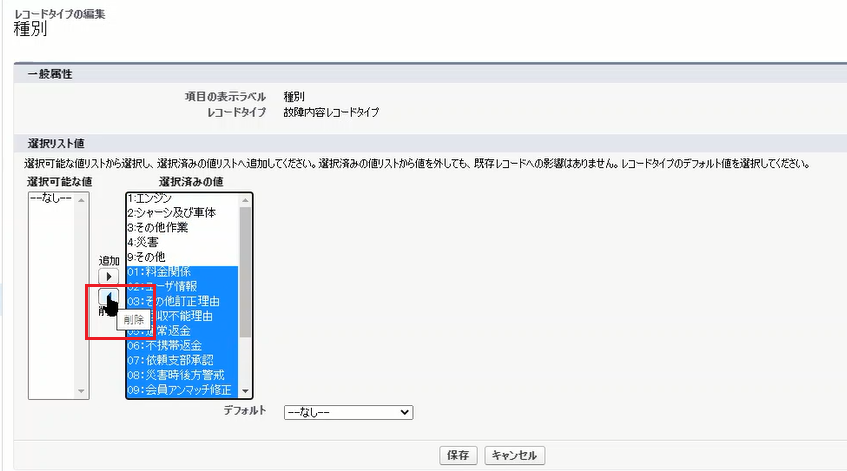 レコードタイプの編集
種別
一般属性
項目の表示ラベル 種別
レコードタイプ 故障内容レコードタイプ
選択リスト値
選択可能な値リストから選択し、選択済みの値リストへ追加してください。選択済みの値リストから値を外しても、既存レコードへの影響はありません。レコードタイプのデフォルト値を選択してください。
選択可能な値 選択済みの値
--なし--
1:エンジン
2:シャーシ及び車体
3:その他作業
4:災害
9:その他
追加
01:料金関係
02:ユーザ情報
03:その他訂正理由
削除
収不能理由
通常返金
06:不携帯返金
07:依頼支部承認
08:災害時後方警戒
09:会員アンマッチ修正
デフォルト --なし--
保存 キャンセル